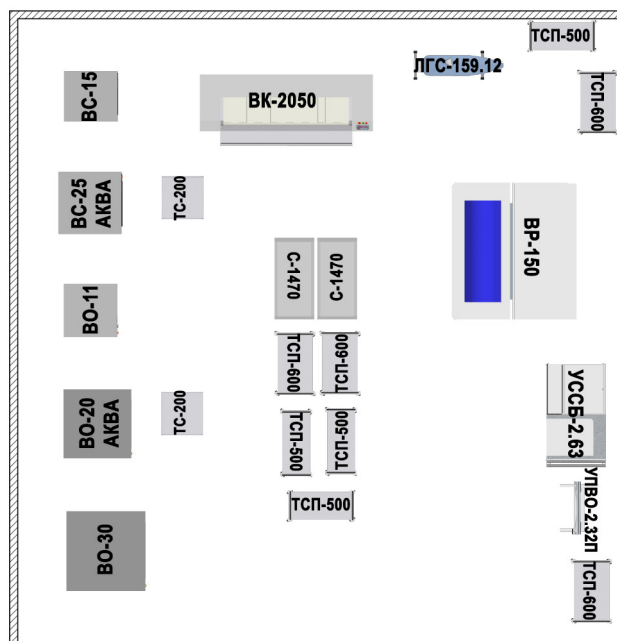 ТСП-500
ЛГС-159.12
ВС-15
ВК-2050
ТСП-600
ВС-25
АКВА
ТС-200
ВР-150
С-1470
С-1470
ВО-11
ТСП-600
ТСП-600
УССБ-2.63
ВО-20
АКВА
ТС-200
ТСП-500
ТСП-500
УПВО-2.32П
ТСП-500
ВО-30
ТСП-600